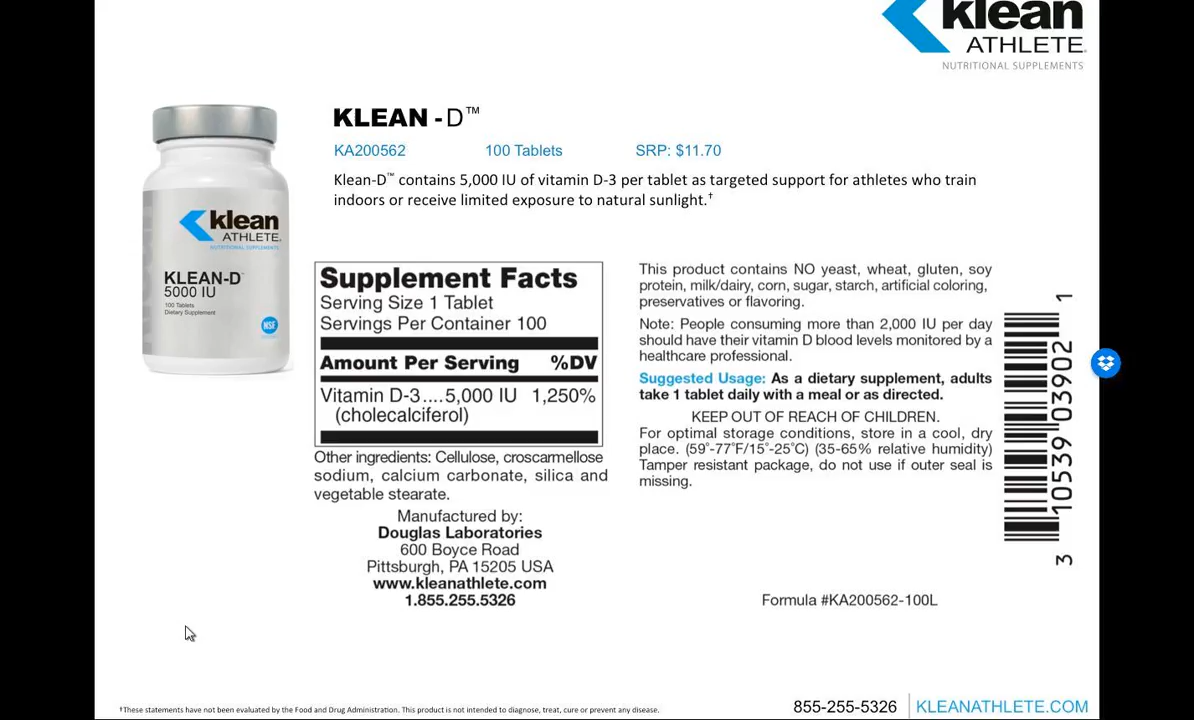 klean
ATHLETE®
NUTRITIONAL SUPPLEMENTS
KLEAN - D™
KA200562 100 Tablets SRP: $11.70
Klean-D™ contains 5,000 IU of vitamin D-3 per tablet as targeted support for athletes who train
indoors or receive limited exposure to natural sunlight.†
klean
ATHLETE®
NUTRITIONAL SUPPLEMENTS
KLEAN-D™
5000 IU
100 Tablets
Dietary Supplement
NSF
Supplement Facts
Serving Size 1 Tablet
Servings Per Container 100
Amount Per Serving %DV
Vitamin D-3....5,000 IU 1,250%
(cholecalciferol)
Other ingredients: Cellulose, croscarmellose
sodium, calcium carbonate, silica and
vegetable stearate.
Manufactured by:
Douglas Laboratories
600 Boyce Road
Pittsburgh, PA 15205 USA
www.kleanathlete.com
1.855.255.5326
This product contains NO yeast, wheat, gluten, soy
protein, milk/dairy, corn, sugar, starch, artificial coloring,
preservatives or flavoring.
Note: People consuming more than 2,000 IU per day
should have their vitamin D blood levels monitored by a
healthcare professional.
Suggested Usage: As a dietary supplement, adults
take 1 tablet daily with a meal or as directed.
KEEP OUT OF REACH OF CHILDREN.
For optimal storage conditions, store in a cool, dry
place. (59°-77°F/15°-25°C) (35-65% relative humidity)
Tamper resistant package, do not use if outer seal is
missing.
3 10539 03902 1
Formula #KA200562-100L
†These statements have not been evaluated by the Food and Drug Administration. This product is not intended to diagnose, treat, cure or prevent any disease.
855-255-5326 KLEANATHLETE.COM